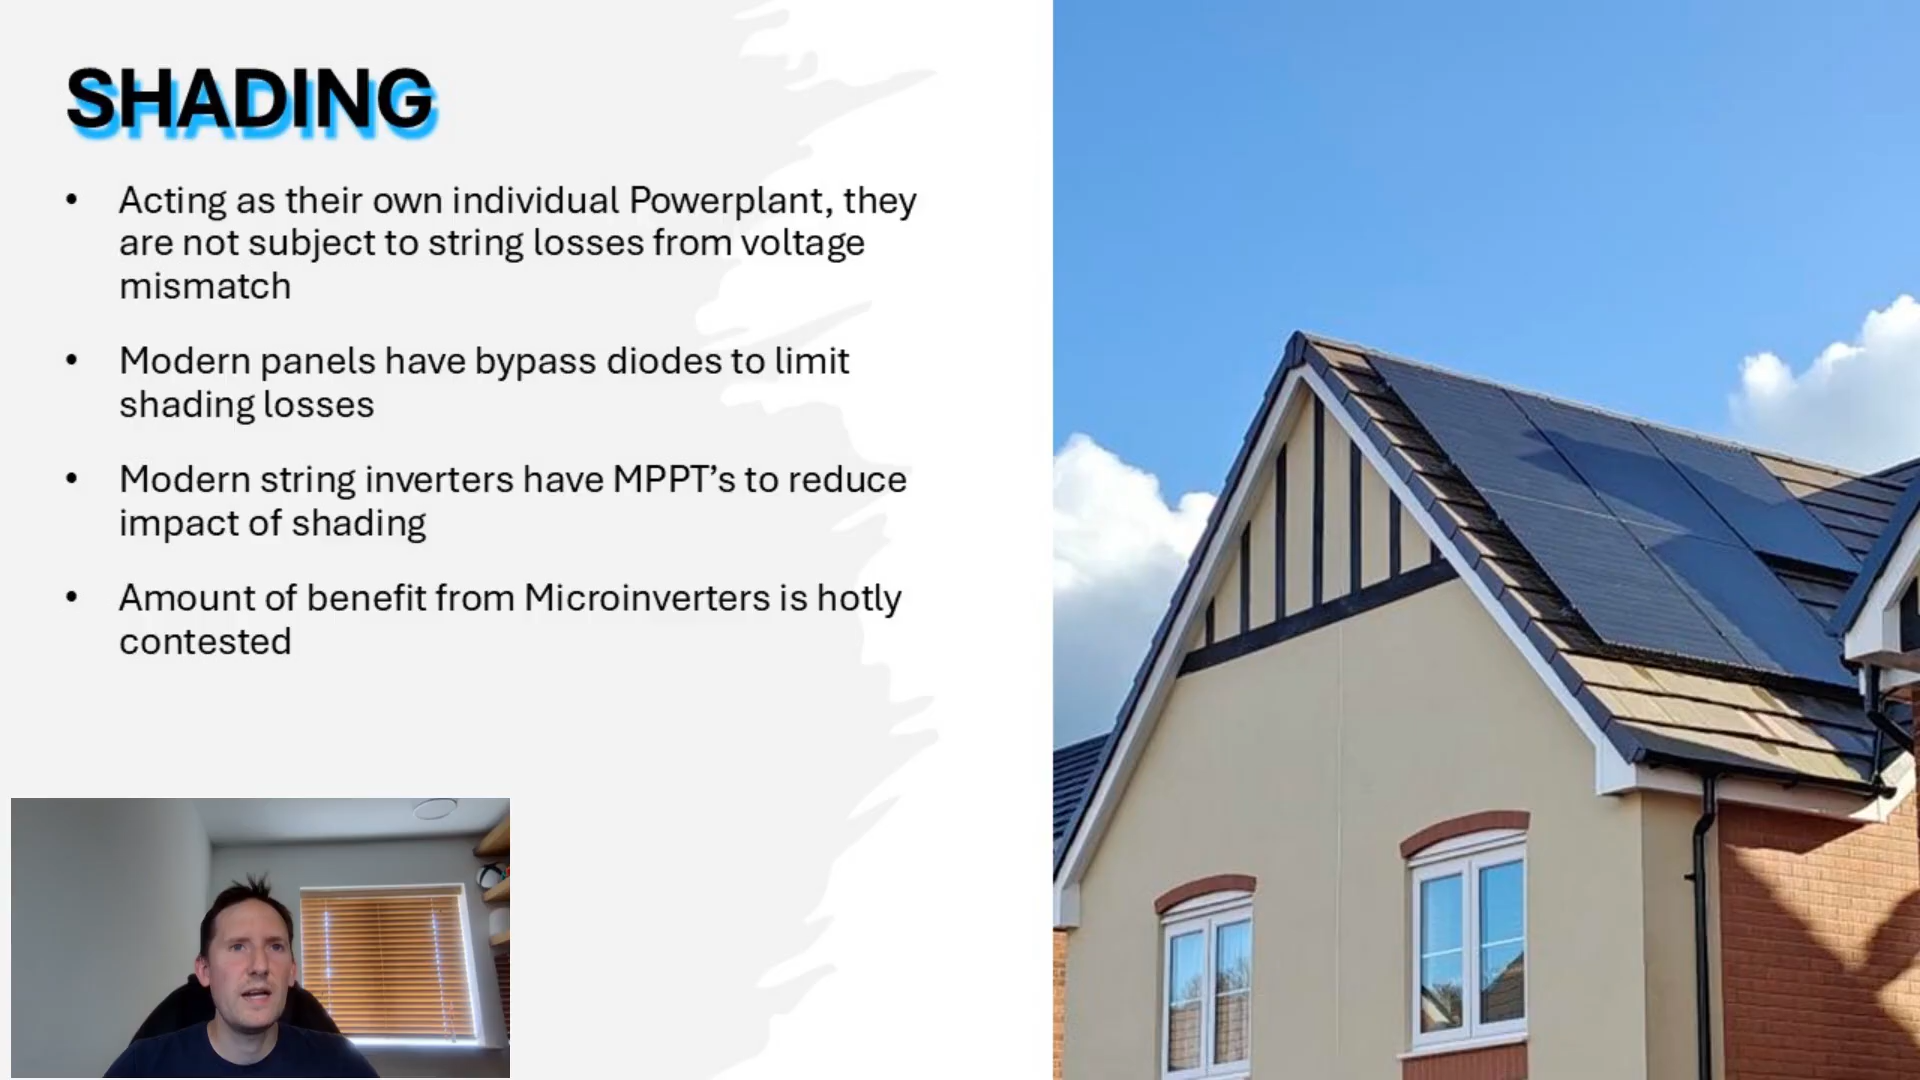 SHADING
• Acting as their own individual Powerplant, they
are not subject to string losses from voltage
mismatch
• Modern panels have bypass diodes to limit
shading losses
• Modern string inverters have MPPT’s to reduce
impact of shading
• Amount of benefit from Microinverters is hotly
contested